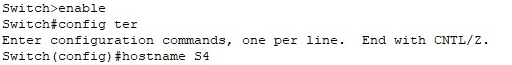 Switch>enable
Switch#config ter
Enter configuration commands, one per line.  End with CNTL/Z.
Switch(config)#hostname S4